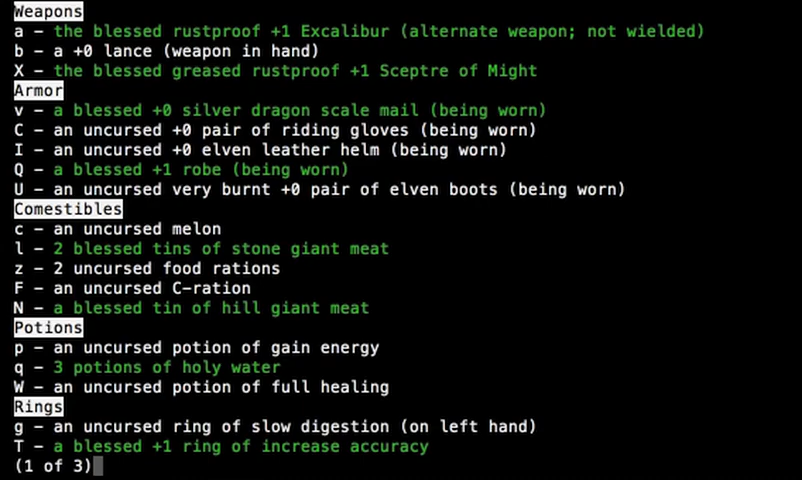 Weapons
a - the blessed rustproof +1 Excalibur (alternate weapon; not wielded)
b - a +0 lance (weapon in hand)
X - the blessed greased rustproof +1 Sceptre of Might
Armor
v - a blessed +0 silver dragon scale mail (being worn)
C - an uncursed +0 pair of riding gloves (being worn)
I - an uncursed +0 elven leather helm (being worn)
Q - a blessed +1 robe (being worn)
U - an uncursed very burnt +0 pair of elven boots (being worn)
Comestibles
c - an uncursed melon
l - 2 blessed tins of stone giant meat
z - 2 uncursed food rations
F - an uncursed C-ration
N - a blessed tin of hill giant meat
Potions
p - an uncursed potion of gain energy
q - 3 potions of holy water
W - an uncursed potion of full healing
Rings
g - an uncursed ring of slow digestion (on left hand)
T - a blessed +1 ring of increase accuracy
(1 of 3)